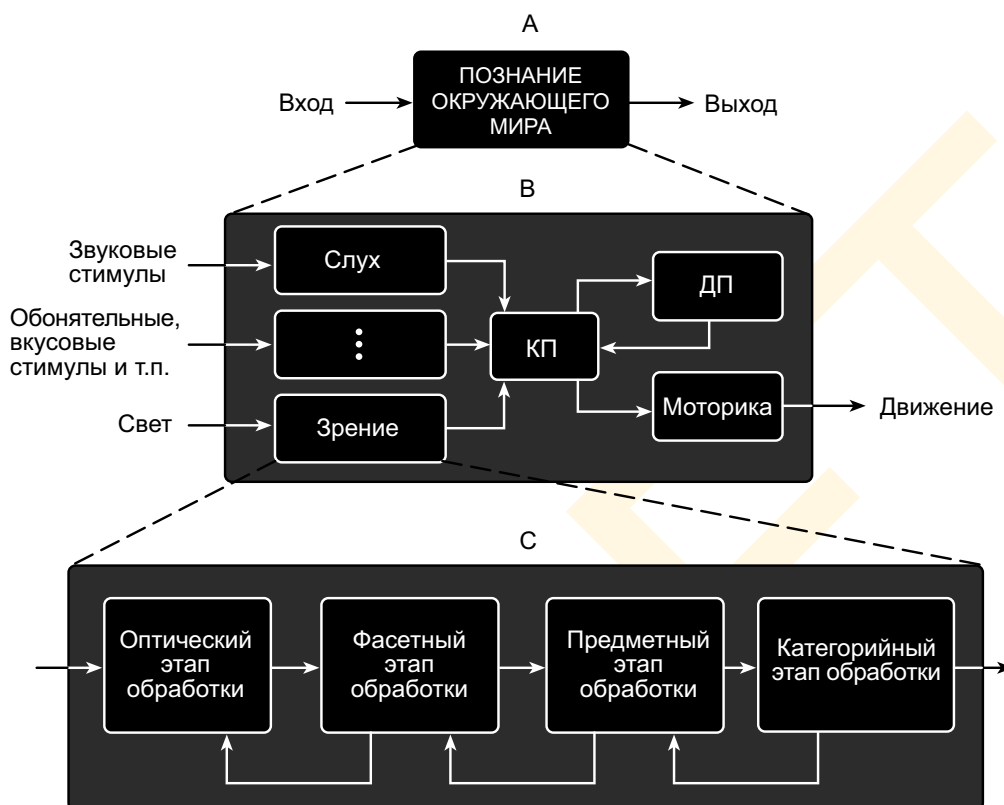 A
ПОЗНАНИЕ
ОКРУЖАЮЩЕГО
МИРА
Вход
Выход
B
Звуковые
стимулы
Слух
ДП
Обонятельные,
вкусовые
стимулы и т.п.
КП
Свет
Зрение
Моторика
Движение
C
Оптический
этап
обработки
Фасетный
этап
обработки
Предметный
этап
обработки
Категорийный
этап обработки